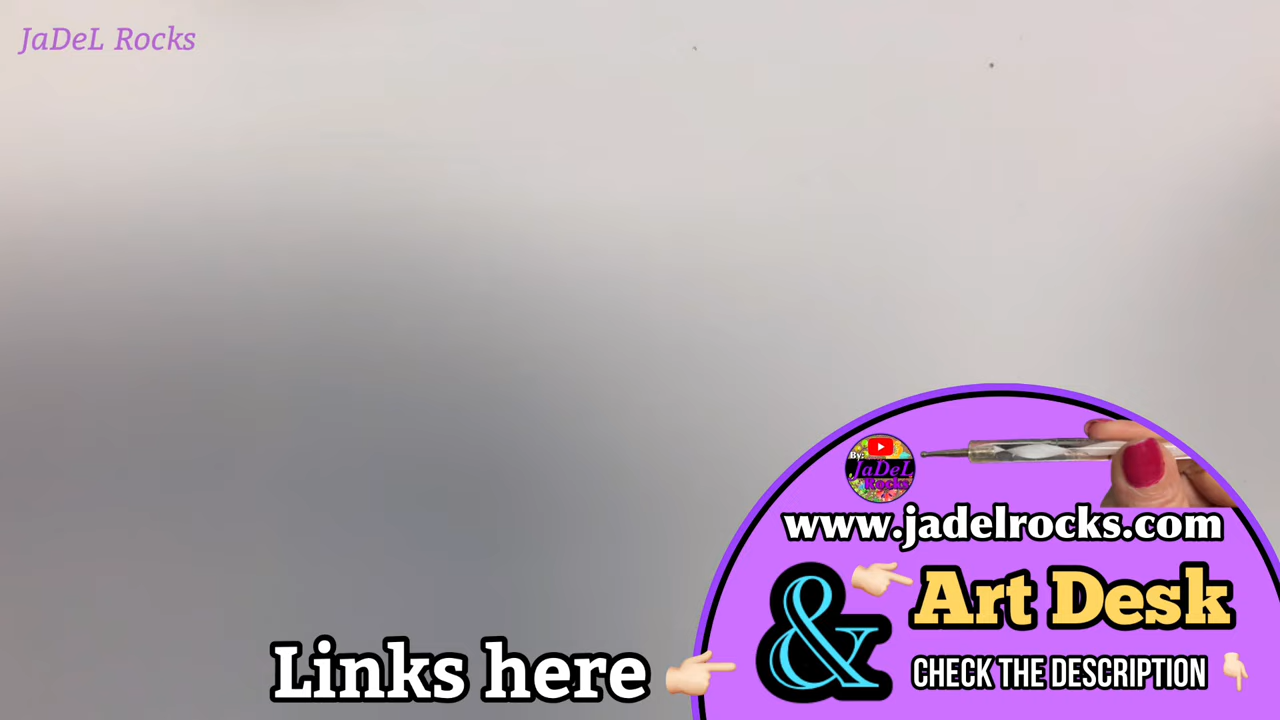 JaDeL Rocks
By:
JaDeL
Rocks
www.jadelrocks.com
& Art Desk
Links here
CHECK THE DESCRIPTION